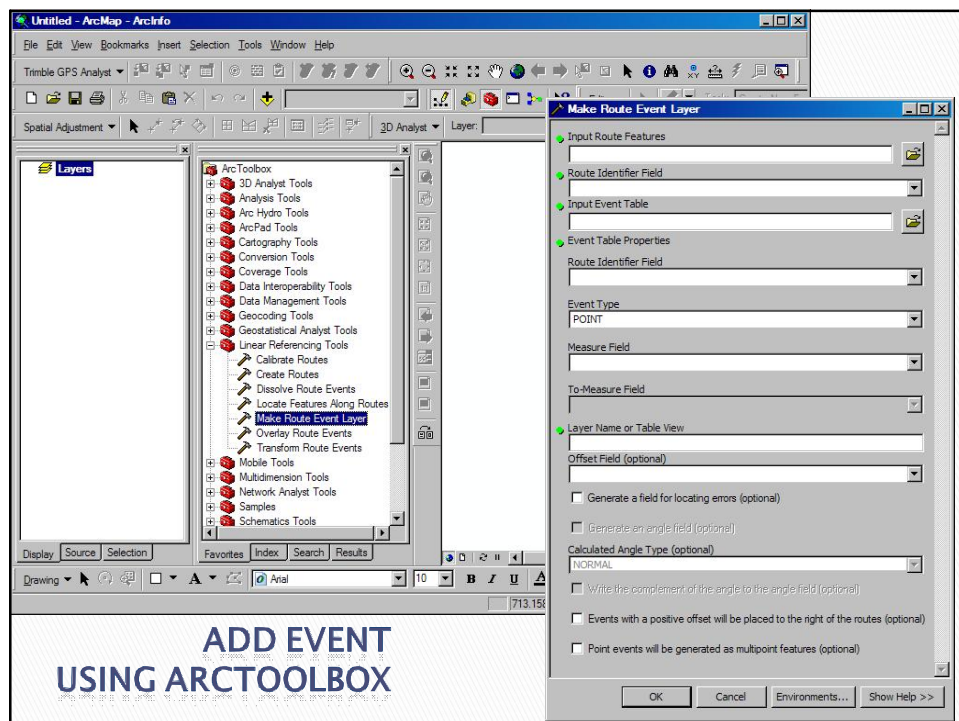 Untitled - ArcMap - ArcInfo
File Edit View Bookmarks Insert Selection Tools Window Help
Trimble GPS Analyst
Spatial Adjustment 3D Analyst Layer:
Layers
Display Source Selection
ArcToolbox
3D Analyst Tools
Analysis Tools
Arc Hydro Tools
ArcPad Tools
Cartography Tools
Conversion Tools
Coverage Tools
Data Interoperability Tools
Data Management Tools
Geocoding Tools
Geostatistical Analyst Tools
Linear Referencing Tools
Calibrate Routes
Create Routes
Dissolve Route Events
Locate Features Along Routes
Make Route Event Layer
Overlay Route Events
Transform Route Events
Mobile Tools
Multidimension Tools
Network Analyst Tools
Samples
Schematics Tools
Favorites Index Search Results
Drawing A Arial 10 B I U A
713.158
Make Route Event Layer
Input Route Features
Route Identifier Field
Input Event Table
Event Table Properties
Route Identifier Field
Event Type
POINT
Measure Field
To-Measure Field
Layer Name or Table View
Offset Field (optional)
Generate a field for locating errors (optional)
Generate an angle field (optional)
Calculated Angle Type (optional)
NORMAL
Write the complement of the angle to the angle field (optional)
Events with a positive offset will be placed to the right of the routes (optional)
Point events will be generated as multipoint features (optional)
OK Cancel Environments... Show Help >>
ADD EVENT
USING ARCTOOLBOX